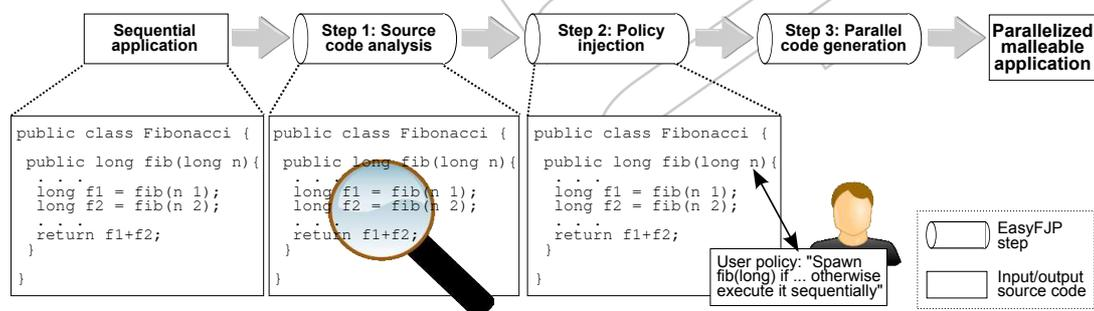 Sequential
application
Step 1: Source
code analysis
Step 2: Policy
injection
Step 3: Parallel
code generation
Parallelized
malleable
application
public class Fibonacci {
public long fib(long n){
. . .
long f1 = fib(n 1);
long f2 = fib(n 2);
. . .
return f1+f2;
}
}
public class Fibonacci {
public long fib(long n){
. . .
long f1 = fib(n 1);
long f2 = fib(n 2);
. . .
return f1+f2;
}
}
public class Fibonacci {
public long fib(long n){
. . .
long f1 = fib(n 1);
long f2 = fib(n 2);
. . .
return f1+f2;
}
}
User policy: "Spawn
fib(long) if ... otherwise
execute it sequentially"
EasyFJP
step
Input/output
source code